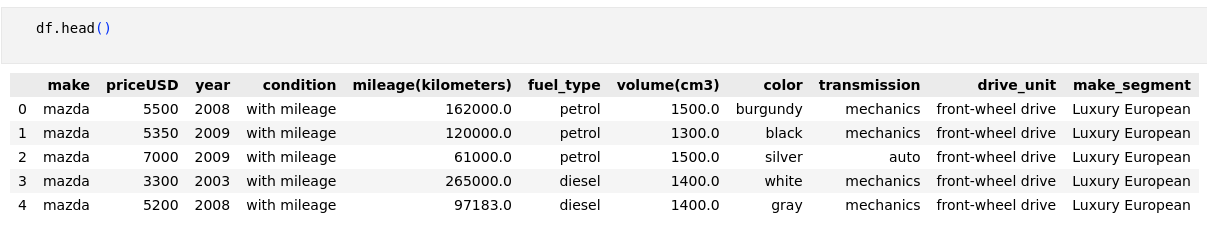 df.head()
make priceUSD year condition mileage(kilometers) fuel_type volume(cm3) color transmission drive_unit make_segment
0 mazda 5500 2008 with mileage 162000.0 petrol 1500.0 burgundy mechanics front-wheel drive Luxury European
1 mazda 5350 2009 with mileage 120000.0 petrol 1300.0 black mechanics front-wheel drive Luxury European
2 mazda 7000 2009 with mileage 61000.0 petrol 1500.0 silver auto front-wheel drive Luxury European
3 mazda 3300 2003 with mileage 265000.0 diesel 1400.0 white mechanics front-wheel drive Luxury European
4 mazda 5200 2008 with mileage 97183.0 diesel 1400.0 gray mechanics front-wheel drive Luxury European